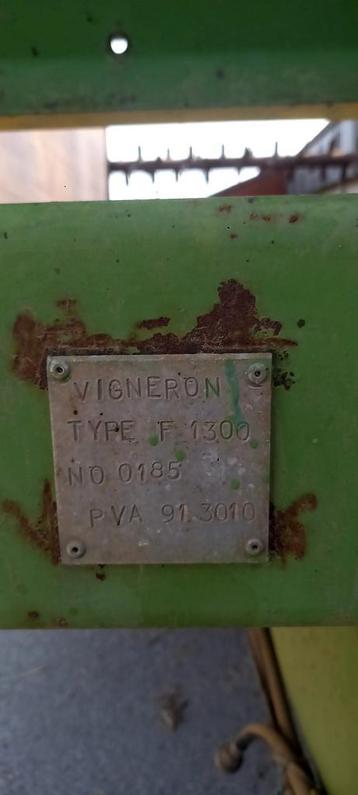 VIGNERON
TYPE F 1300
NO 0185
PVA 91.3010